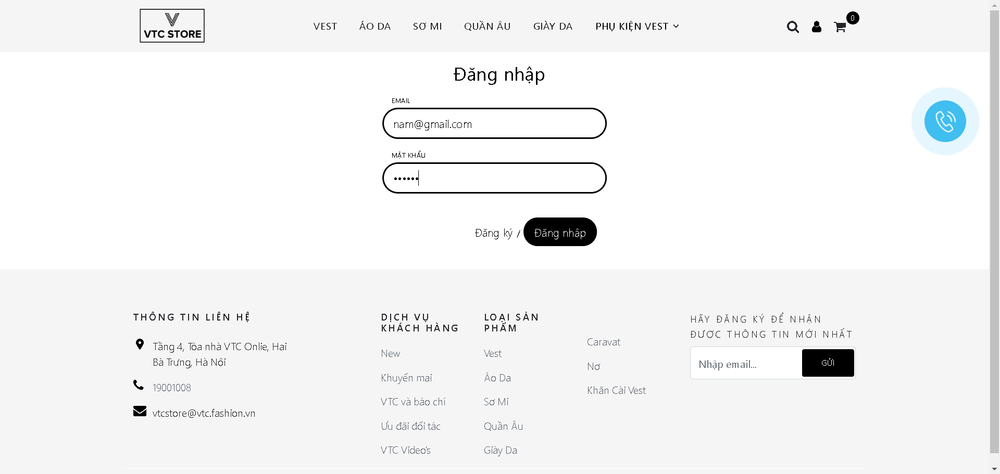 VTC STORE
VEST
ÁO DA
SƠ MI
QUẦN ÂU
GIÀY DA
PHỤ KIỆN VEST
0
Đăng nhập
EMAIL
nam@gmail.com
MẬT KHẨU
••••••
Đăng ký / Đăng nhập
THÔNG TIN LIÊN HỆ
Tầng 4, Tòa nhà VTC Onlie, Hai
Bà Trưng, Hà Nội
19001008
vtcstore@vtc.fashion.vn
DỊCH VỤ
KHÁCH HÀNG
New
Khuyến mại
VTC và báo chí
Ưu đãi đối tác
VTC Video's
LOẠI SẢN
PHẨM
Vest
Áo Da
Sơ Mi
Quần Âu
Giày Da
Caravat
Nơ
Khăn Cài Vest
HÃY ĐĂNG KÝ ĐỂ NHẬN
ĐƯỢC THÔNG TIN MỚI NHẤT
Nhập email...
GỬI